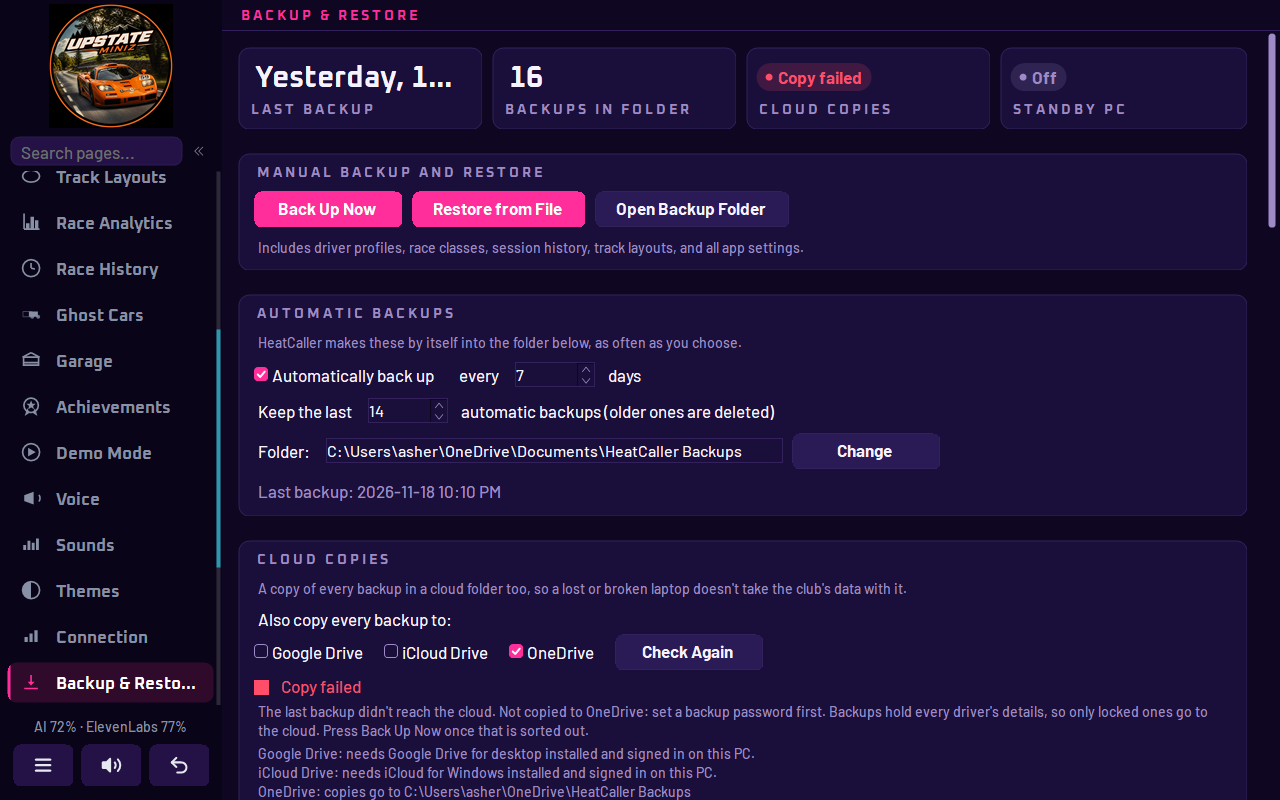 UPSTATE
MINIZ
Search pages...
«
Track Layouts
Race Analytics
Race History
Ghost Cars
Garage
Achievements
Demo Mode
Voice
Sounds
Themes
Connection
Backup & Resto...
AI 72% · ElevenLabs 77%
BACKUP & RESTORE
Yesterday, 1...
LAST BACKUP
16
BACKUPS IN FOLDER
Copy failed
CLOUD COPIES
Off
STANDBY PC
MANUAL BACKUP AND RESTORE
Back Up Now Restore from File Open Backup Folder
Includes driver profiles, race classes, session history, track layouts, and all app settings.
AUTOMATIC BACKUPS
HeatCaller makes these by itself into the folder below, as often as you choose.
Automatically back up every 7 days
Keep the last 14 automatic backups (older ones are deleted)
Folder: C:\Users\asher\OneDrive\Documents\HeatCaller Backups Change
Last backup: 2026-11-18 10:10 PM
CLOUD COPIES
A copy of every backup in a cloud folder too, so a lost or broken laptop doesn't take the club's data with it.
Also copy every backup to:
Google Drive iCloud Drive OneDrive Check Again
Copy failed
The last backup didn't reach the cloud. Not copied to OneDrive: set a backup password first. Backups hold every driver's details, so only locked ones go to
the cloud. Press Back Up Now once that is sorted out.
Google Drive: needs Google Drive for desktop installed and signed in on this PC.
iCloud Drive: needs iCloud for Windows installed and signed in on this PC.
OneDrive: copies go to C:\Users\asher\OneDrive\HeatCaller Backups